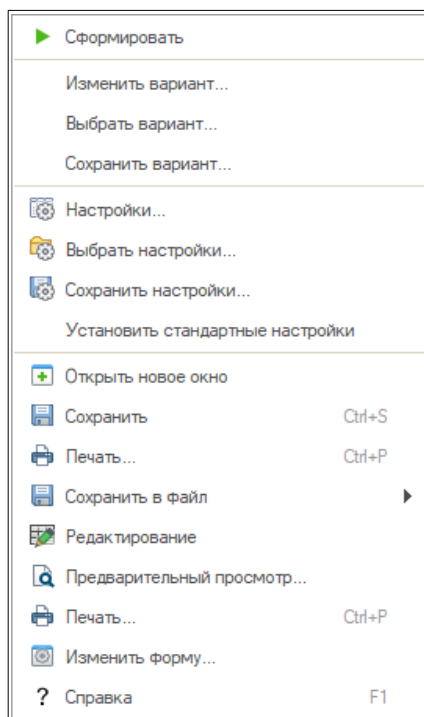 Сформировать
Изменить вариант...
Выбрать вариант...
Сохранить вариант...
Настройки...
Выбрать настройки...
Сохранить настройки...
Установить стандартные настройки
Открыть новое окно
Сохранить Ctrl+S
Печать... Ctrl+P
Сохранить в файл
Редактирование
Предварительный просмотр...
Печать... Ctrl+P
Изменить форму...
? Справка F1